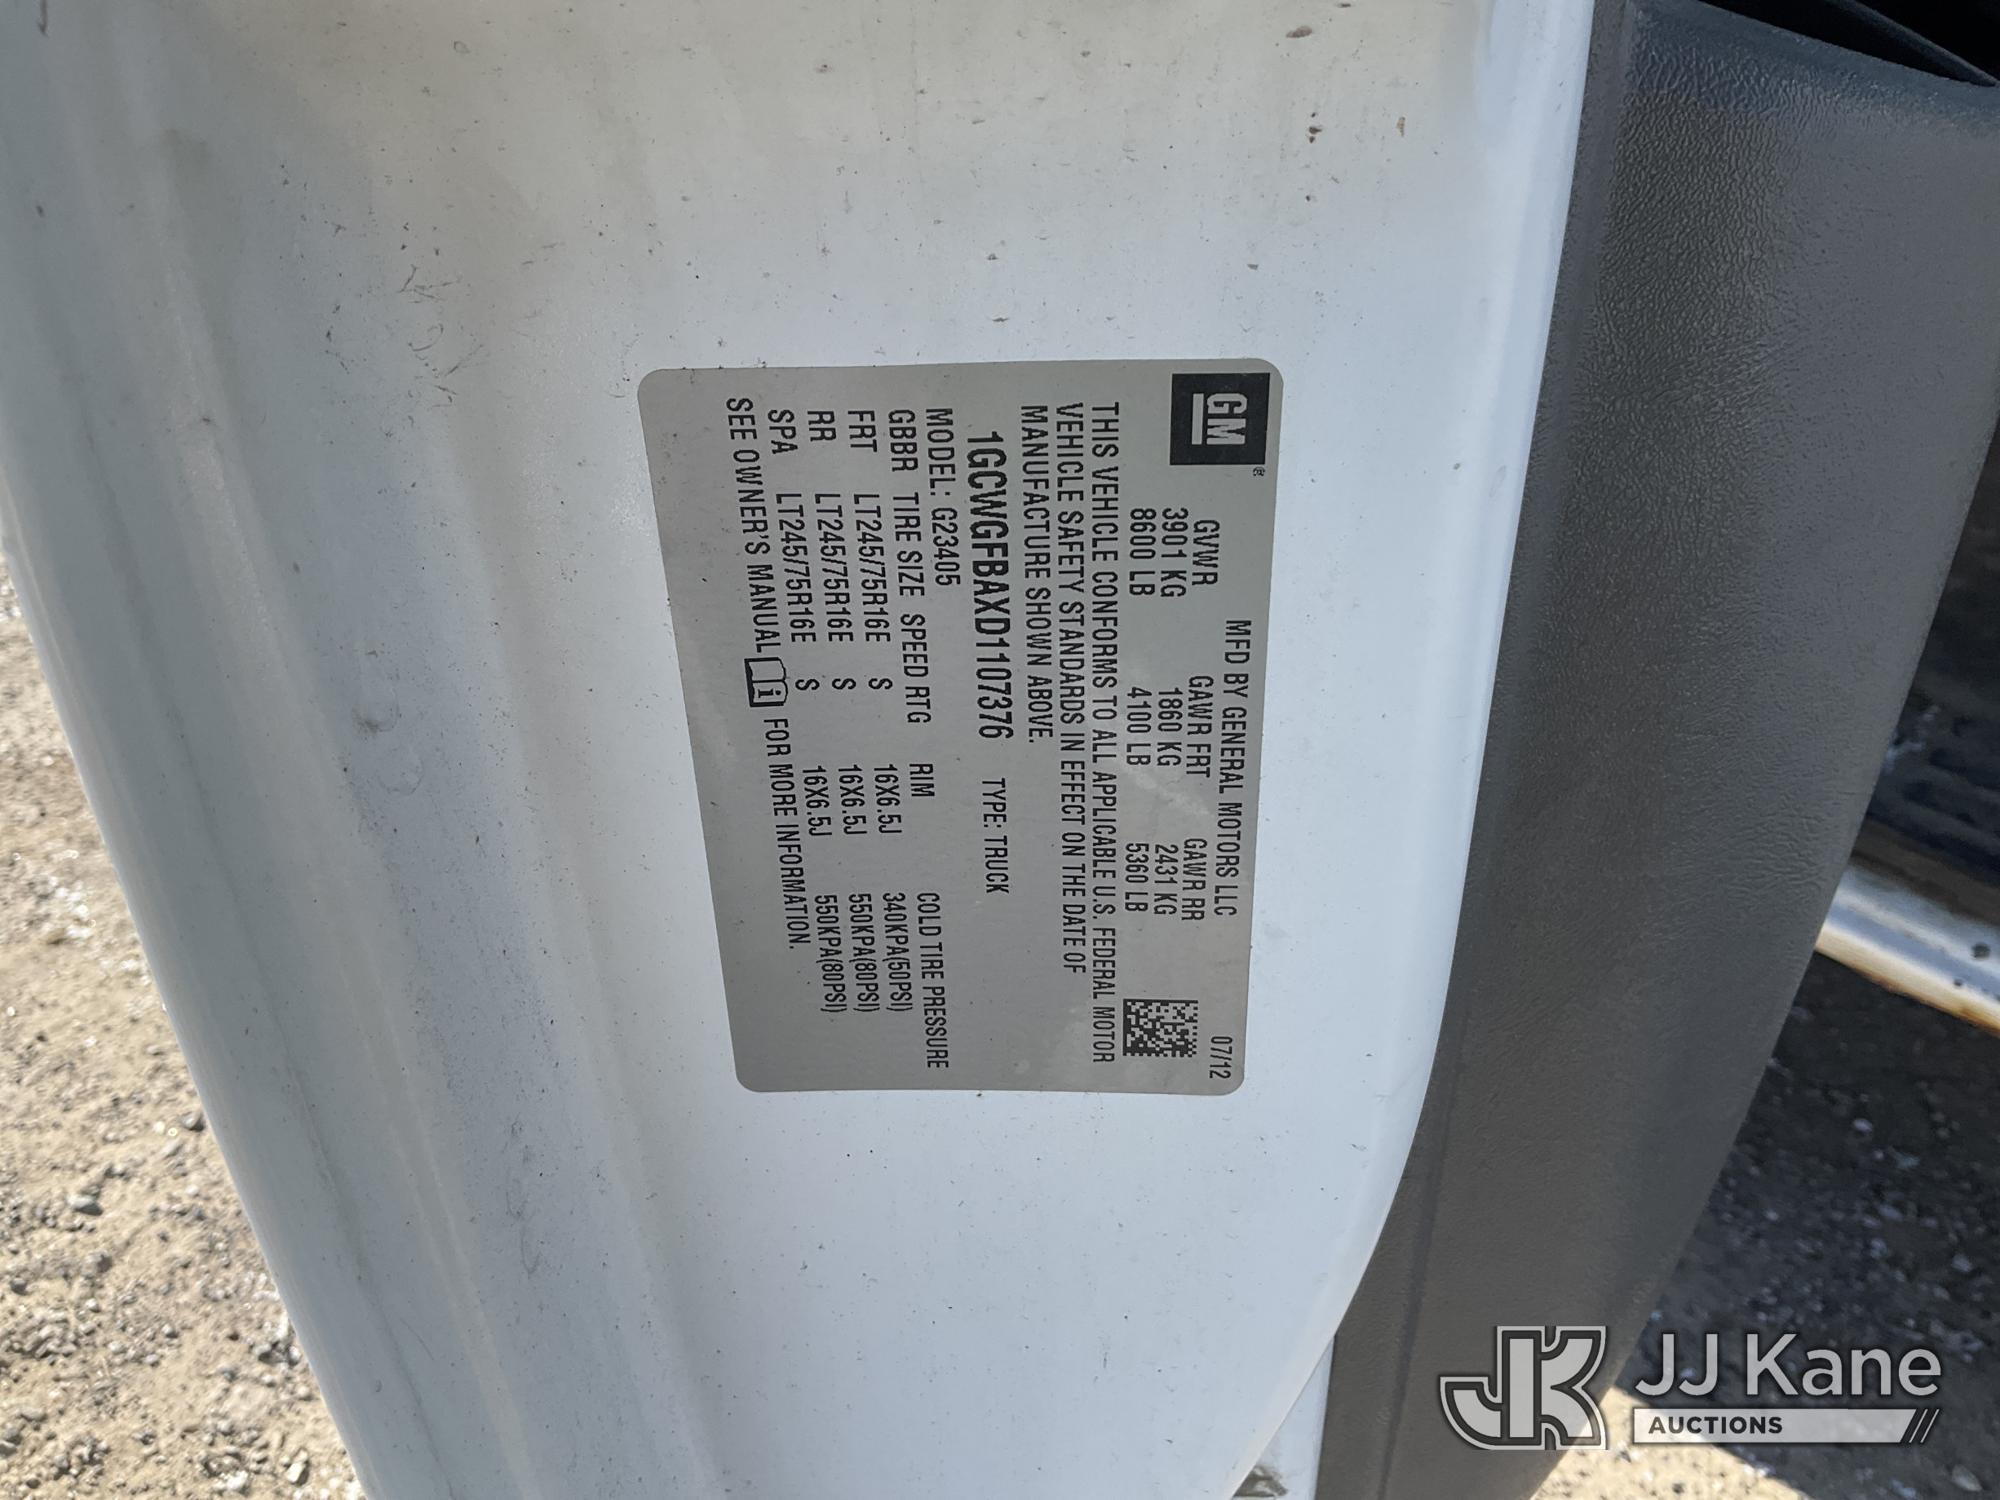 GM®
MFD BY GENERAL MOTORS LLC 07/12
GVWR GAWR FRT GAWR RR
3901 KG 1860 KG 2431 KG
8600 LB 4100 LB 5360 LB
THIS VEHICLE CONFORMS TO ALL APPLICABLE U.S. FEDERAL MOTOR
VEHICLE SAFETY STANDARDS IN EFFECT ON THE DATE OF
MANUFACTURE SHOWN ABOVE.
1GCWGFBAXD1107376 TYPE: TRUCK
MODEL: G23405
GBBR TIRE SIZE SPEED RTG RIM COLD TIRE PRESSURE
FRT LT245/75R16E S 16X6.5J 340KPA(50PSI)
RR LT245/75R16E S 16X6.5J 550KPA(80PSI)
SPA LT245/75R16E S 16X6.5J 550KPA(80PSI)
SEE OWNER'S MANUAL i FOR MORE INFORMATION.
JK JJ Kane
AUCTIONS